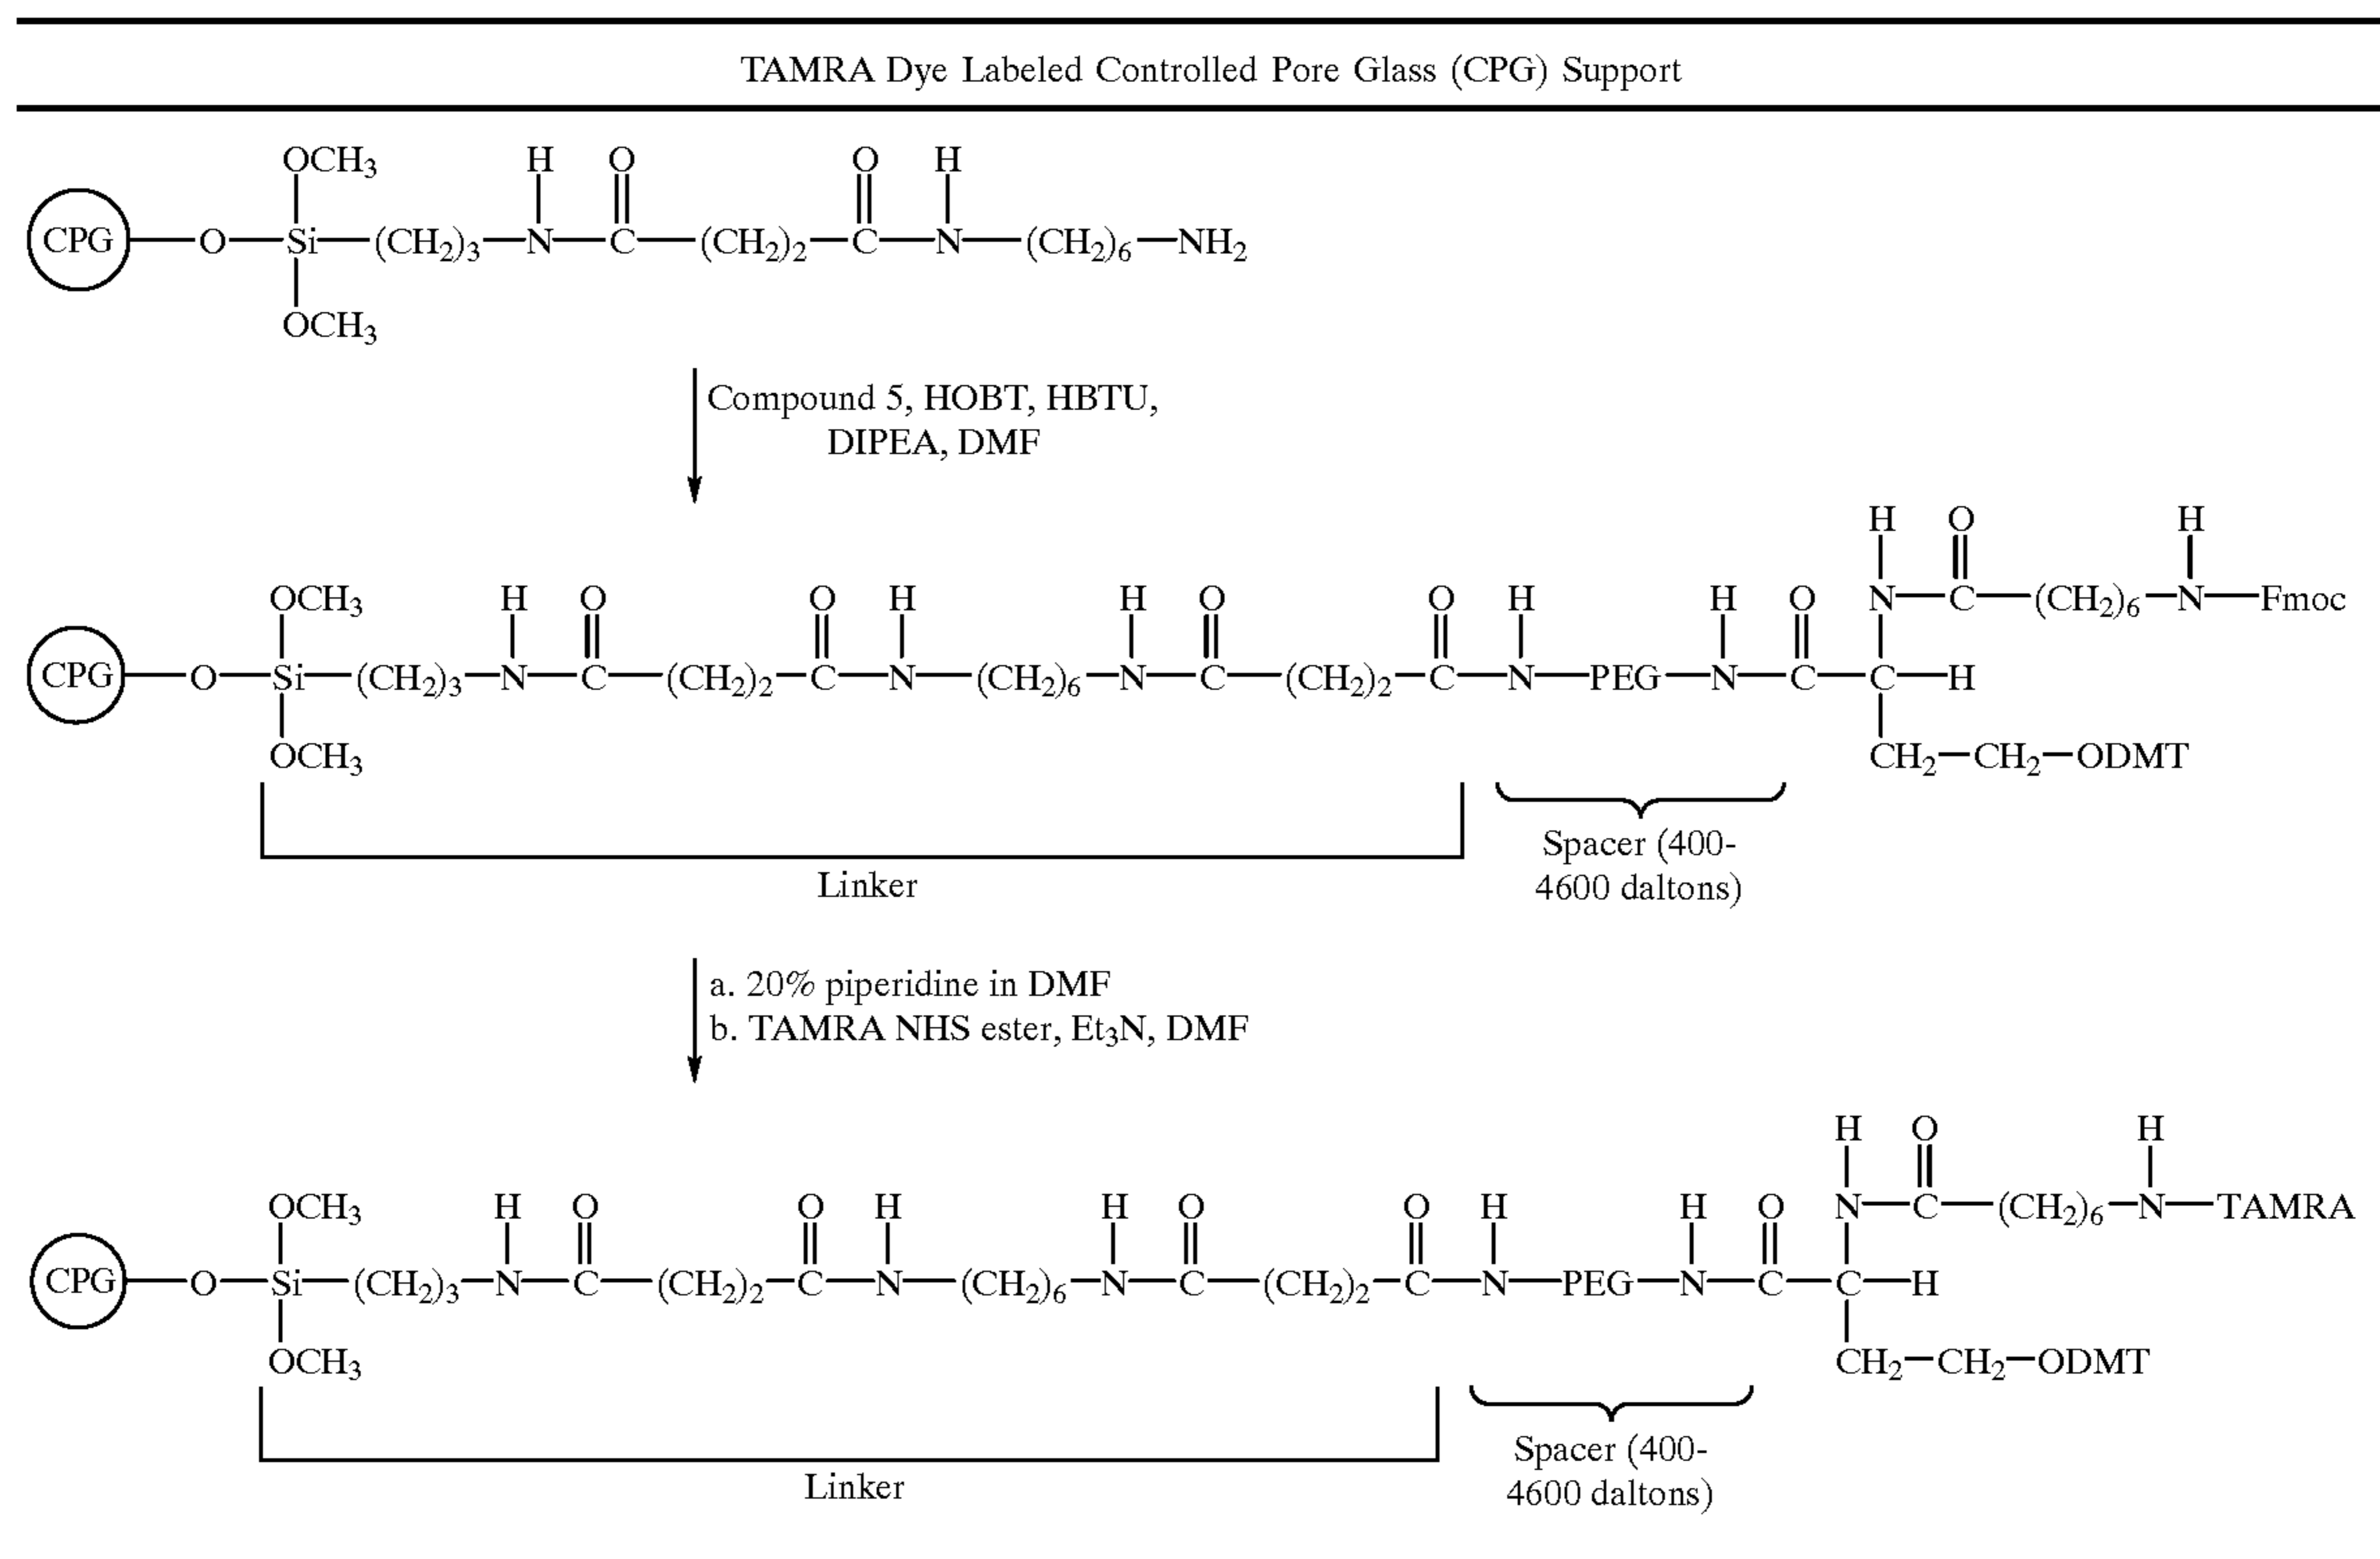 TAMRA Dye Labeled Controlled Pore Glass (CPG) Support
OCH₃ H O O H
CPG—O—Si—(CH₂)₃—N—C—(CH₂)₂—C—N—(CH₂)₆—NH₂
OCH₃
Compound 5, HOBT, HBTU,
DIPEA, DMF
H O H
OCH₃ H O O H H O O H H O N—C—(CH₂)₆—N—Fmoc
CPG—O—Si—(CH₂)₃—N—C—(CH₂)₂—C—N—(CH₂)₆—N—C—(CH₂)₂—C—N—PEG—N—C—C—H
OCH₃ CH₂—CH₂—ODMT
Linker
Spacer (400-
4600 daltons)
a. 20% piperidine in DMF
b. TAMRA NHS ester, Et₃N, DMF
H O H
OCH₃ H O O H H O O H H O N—C—(CH₂)₆—N—TAMRA
CPG—O—Si—(CH₂)₃—N—C—(CH₂)₂—C—N—(CH₂)₆—N—C—(CH₂)₂—C—N—PEG—N—C—C—H
OCH₃ CH₂—CH₂—ODMT
Linker
Spacer (400-
4600 daltons)